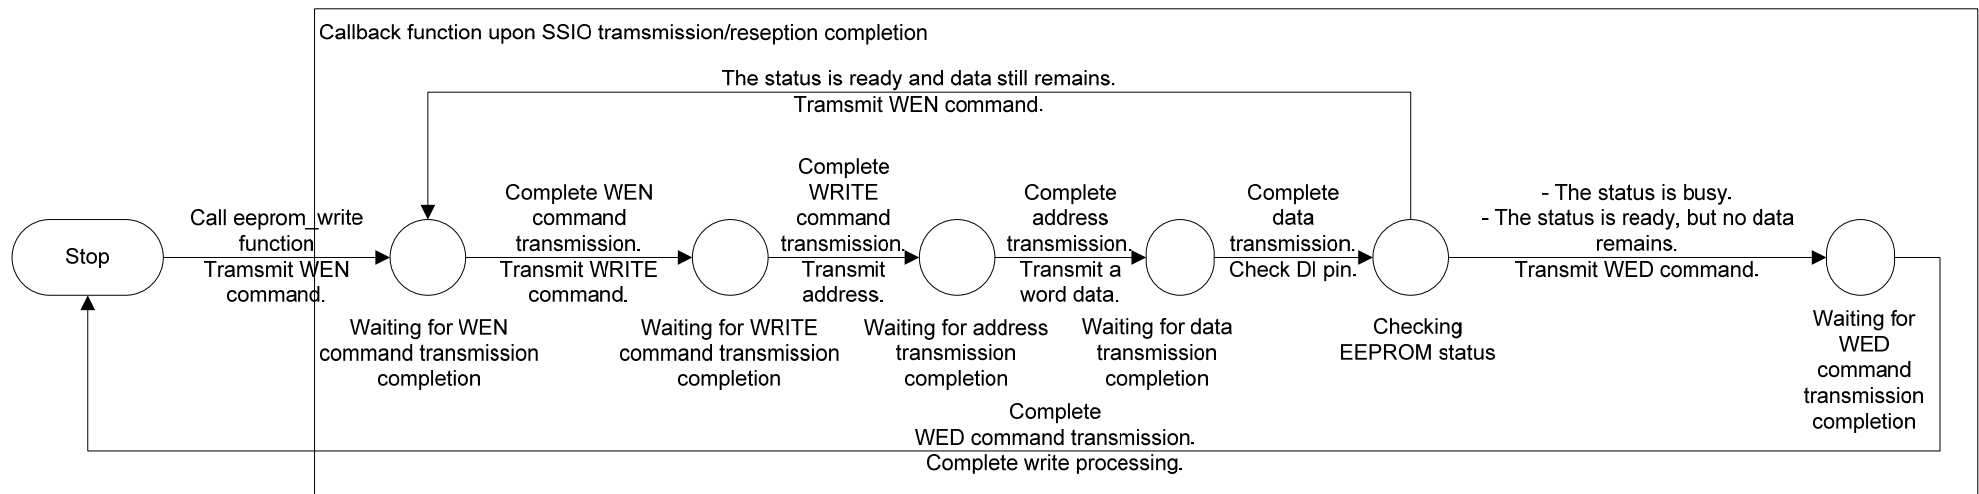 Callback function upon SSIO tramsmission/reseption completion
The status is ready and data still remains.
Tramsmit WEN command.
Stop
Call eeprom_write
function
Tramsmit WEN
command.
Complete WEN
command
transmission.
Transmit WRITE
command.
Complete
WRITE
command
transmission.
Transmit
address.
Complete
address
transmission.
Transmit a
word data.
Complete
data
transmission.
Check DI pin.
- The status is busy.
- The status is ready, but no data
remains.
Transmit WED command.
Waiting for WEN
command transmission
completion
Waiting for WRITE
command transmission
completion
Waiting for address
transmission
completion
Waiting for data
transmission
completion
Checking
EEPROM status
Waiting for
WED
command
transmission
completion
Complete
WED command transmission.
Complete write processing.